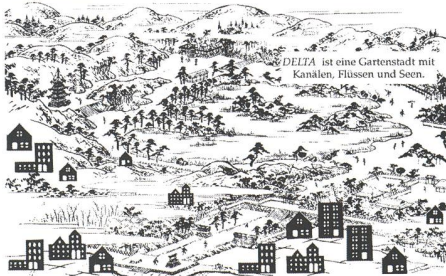 DELTA ist eine Gartenstadt mit
Kanälen, Flüssen und Seen.